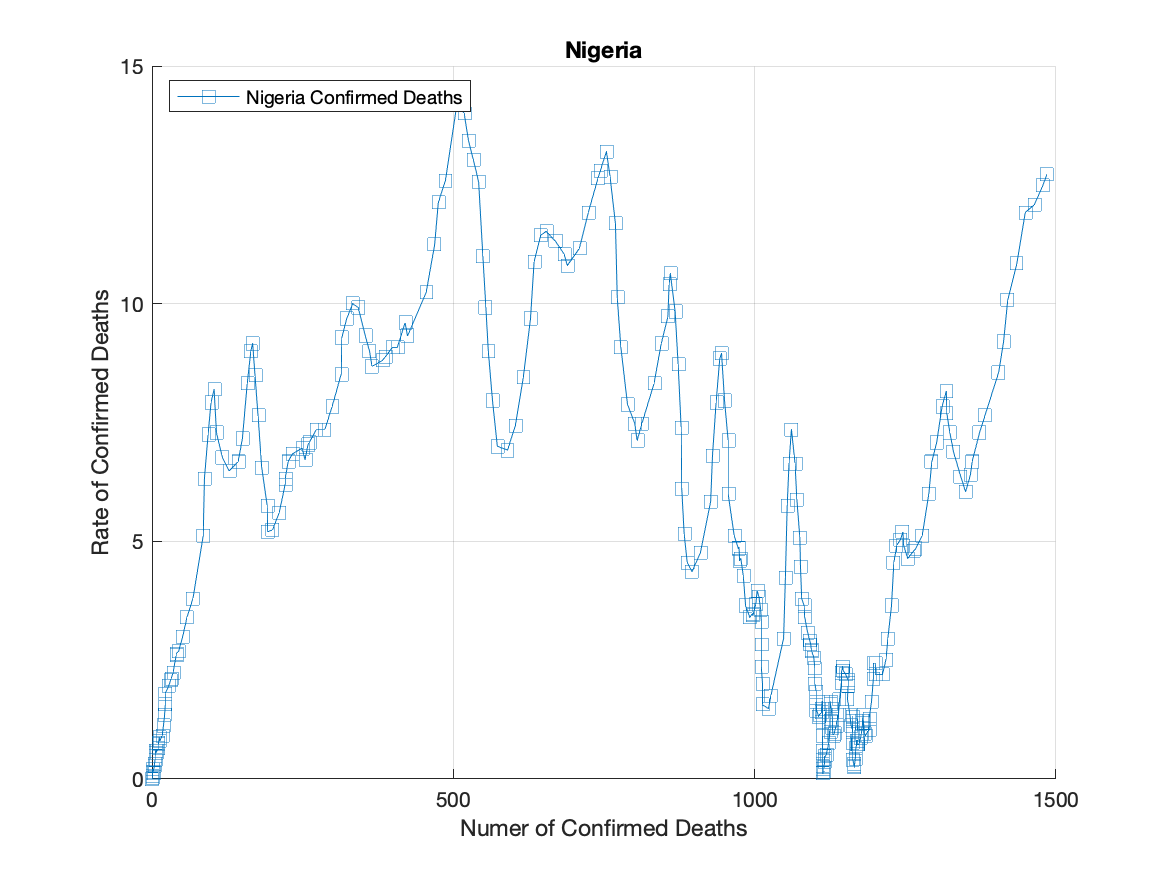 Nigeria
15
Nigeria Confirmed Deaths
10
5
0
Rate of Confirmed Deaths
0 500 1000 1500
Numer of Confirmed Deaths